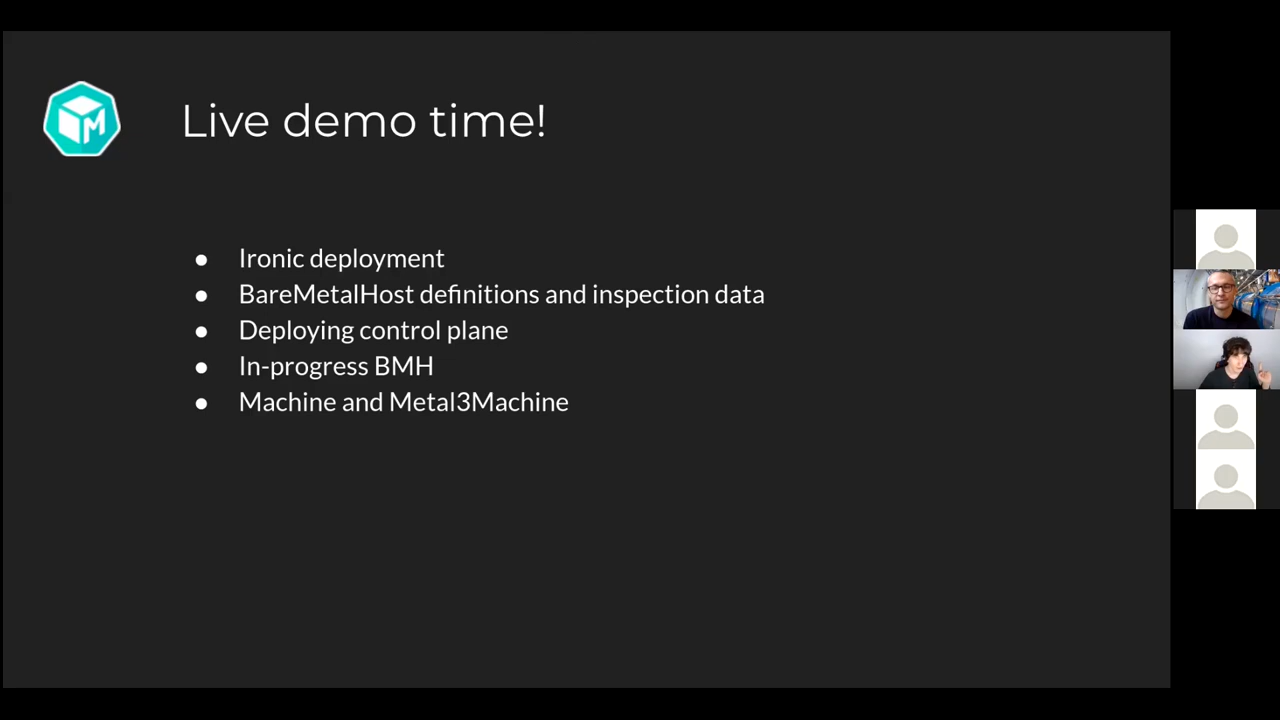 Live demo time!
● Ironic deployment
● BareMetalHost definitions and inspection data
● Deploying control plane
● In-progress BMH
● Machine and Metal3Machine
M